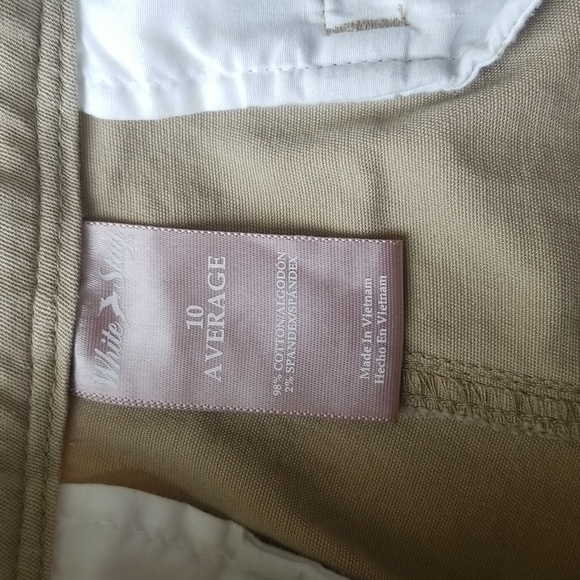 White Stag
10
AVERAGE
98% COTTON/ALGODON
2% SPANDEX/SPANDEX
Made In Vietnam
Hecho En Vietnam